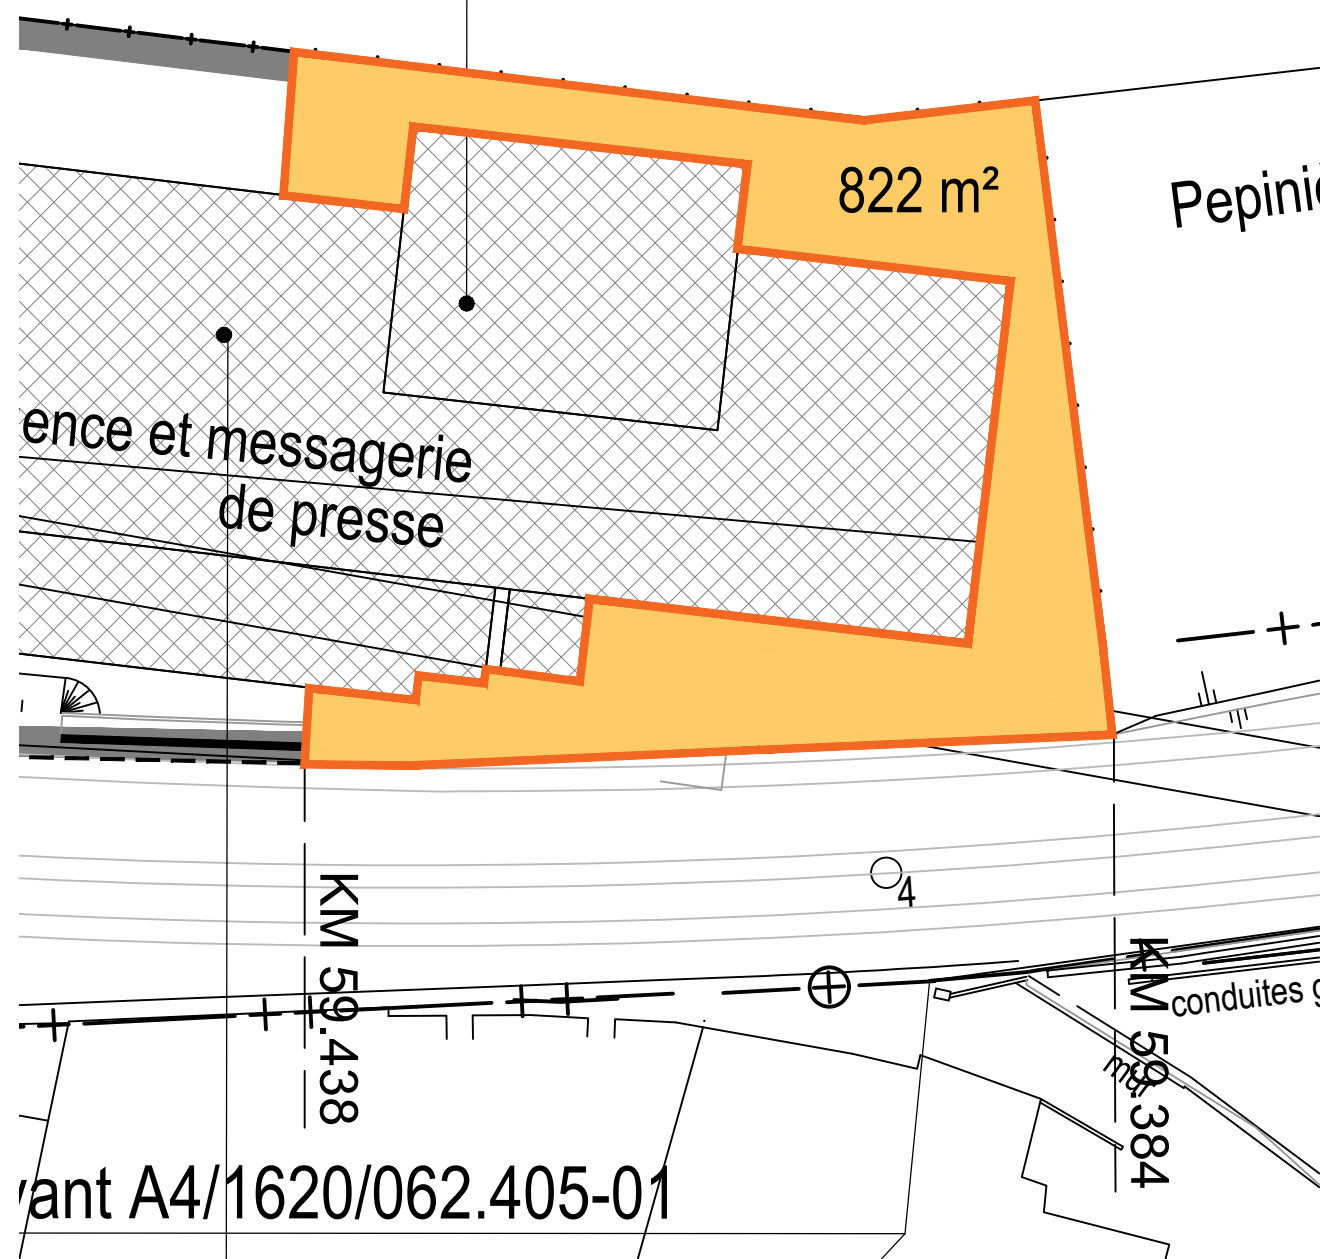 822 m²
Pepinié
ence et messagerie
de presse
4
KM 59.438
KM 59.384
conduites g
mur
vant A4/1620/062.405-01